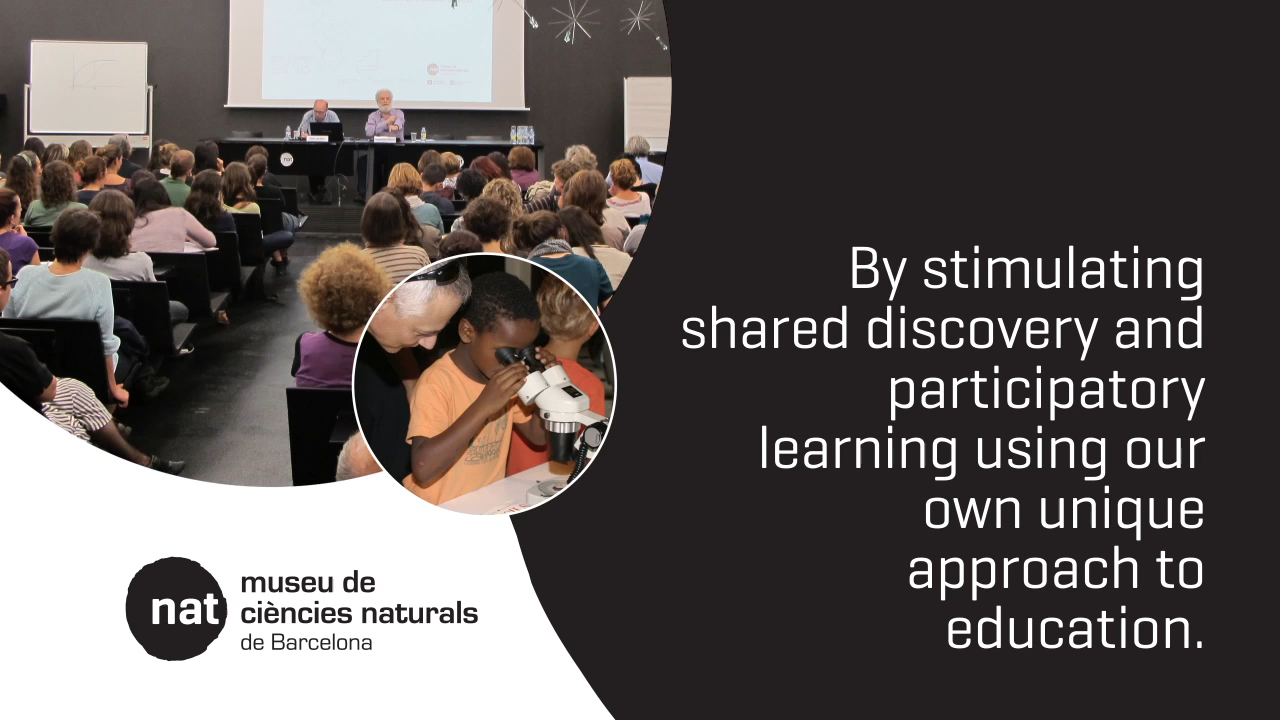 nat
By stimulating
shared discovery and
participatory
learning using our
own unique
approach to
education.
nat
museu de
ciències naturals
de Barcelona